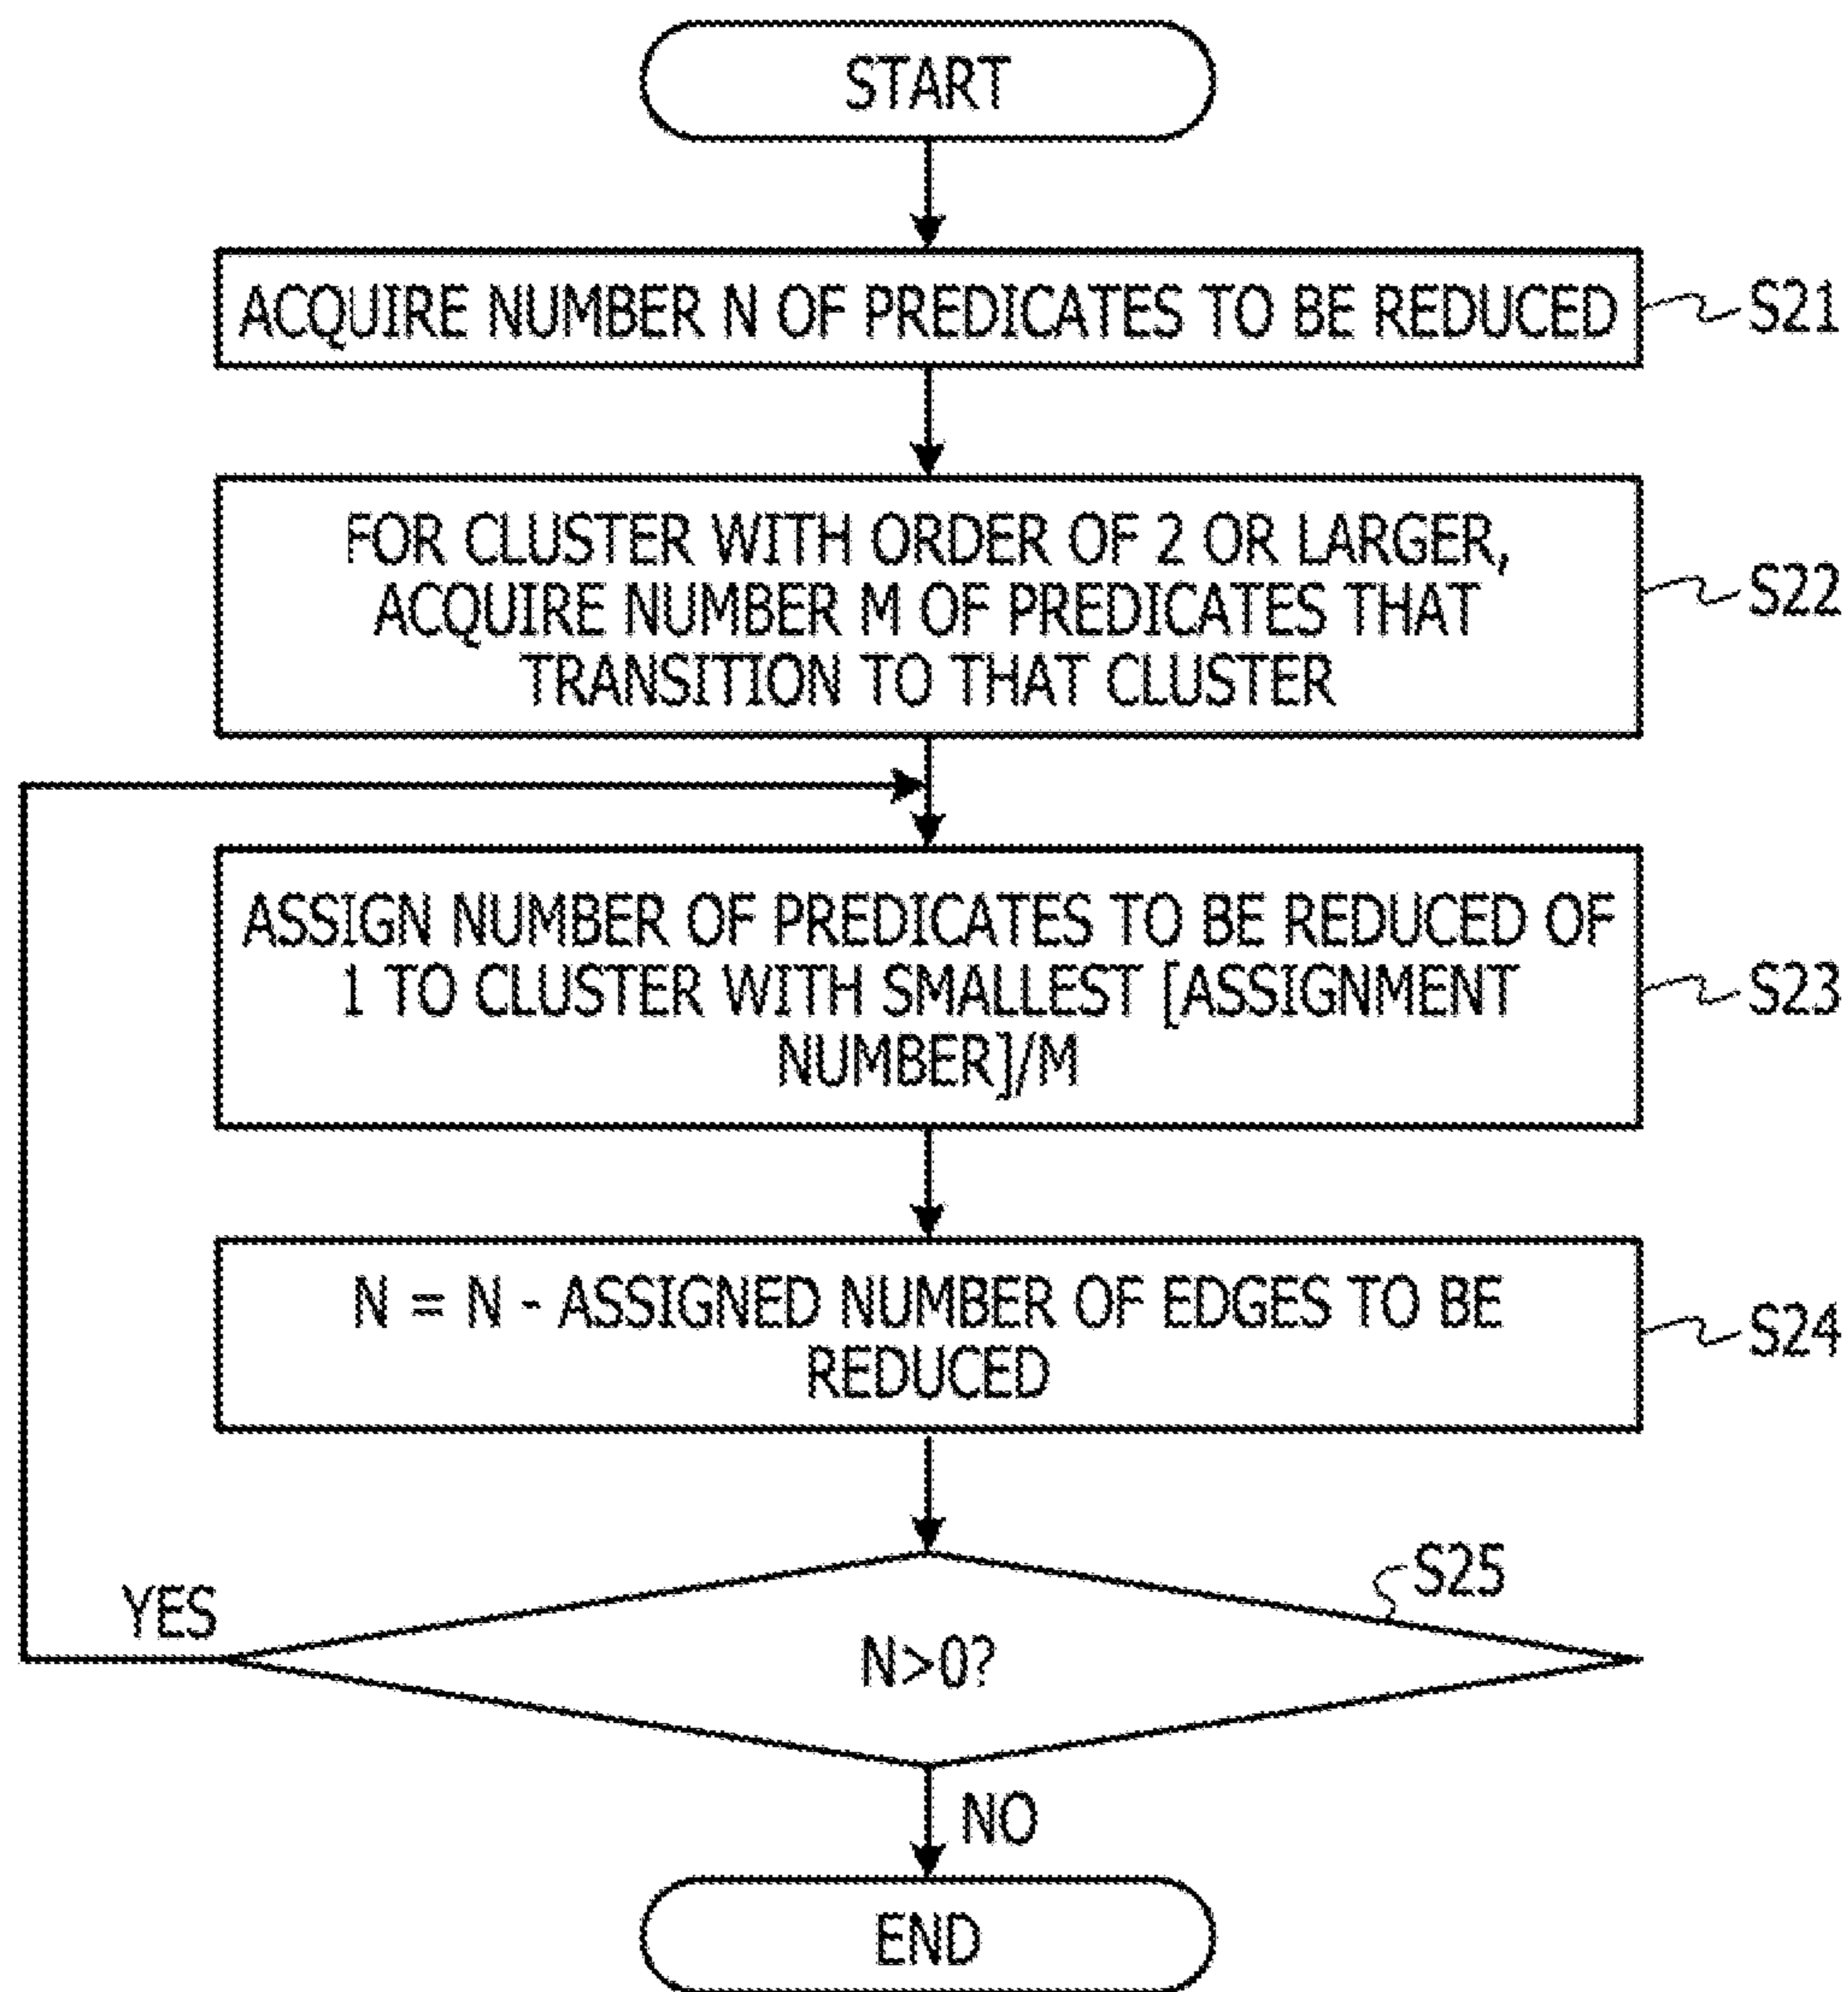 START
ACQUIRE NUMBER N OF PREDICATES TO BE REDUCED
S21
FOR CLUSTER WITH ORDER OF 2 OR LARGER,
ACQUIRE NUMBER M OF PREDICATES THAT
TRANSITION TO THAT CLUSTER
S22
ASSIGN NUMBER OF PREDICATES TO BE REDUCED OF
1 TO CLUSTER WITH SMALLEST [ASSIGNMENT
NUMBER]/M
S23
N = N - ASSIGNED NUMBER OF EDGES TO BE
REDUCED
S24
S25
YES
N>0?
NO
END